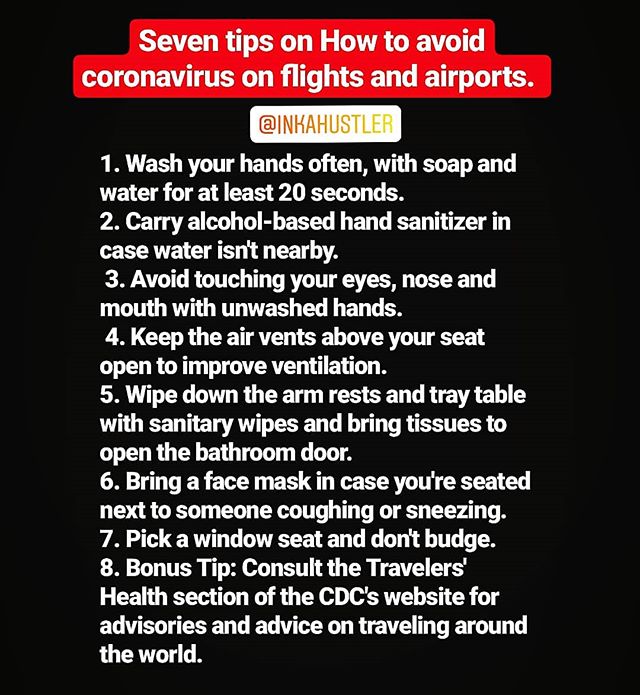 Seven tips on How to avoid
coronavirus on flights and airports.
@INKAHUSTLER
1. Wash your hands often, with soap and
water for at least 20 seconds.
2. Carry alcohol-based hand sanitizer in
case water isn't nearby.
3. Avoid touching your eyes, nose and
mouth with unwashed hands.
4. Keep the air vents above your seat
open to improve ventilation.
5. Wipe down the arm rests and tray table
with sanitary wipes and bring tissues to
open the bathroom door.
6. Bring a face mask in case you're seated
next to someone coughing or sneezing.
7. Pick a window seat and don't budge.
8. Bonus Tip: Consult the Travelers'
Health section of the CDC's website for
advisories and advice on traveling around
the world.